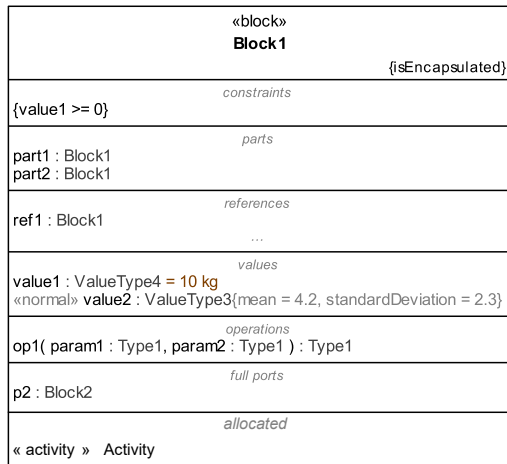 «block»
Block1
{isEncapsulated}
constraints
{value1 >= 0}
parts
part1 : Block1
part2 : Block1
references
ref1 : Block1
...
values
value1 : ValueType4 = 10 kg
«normal» value2 : ValueType3{mean = 4.2, standardDeviation = 2.3}
operations
op1( param1 : Type1, param2 : Type1 ) : Type1
full ports
p2 : Block2
allocated
« activity »   Activity